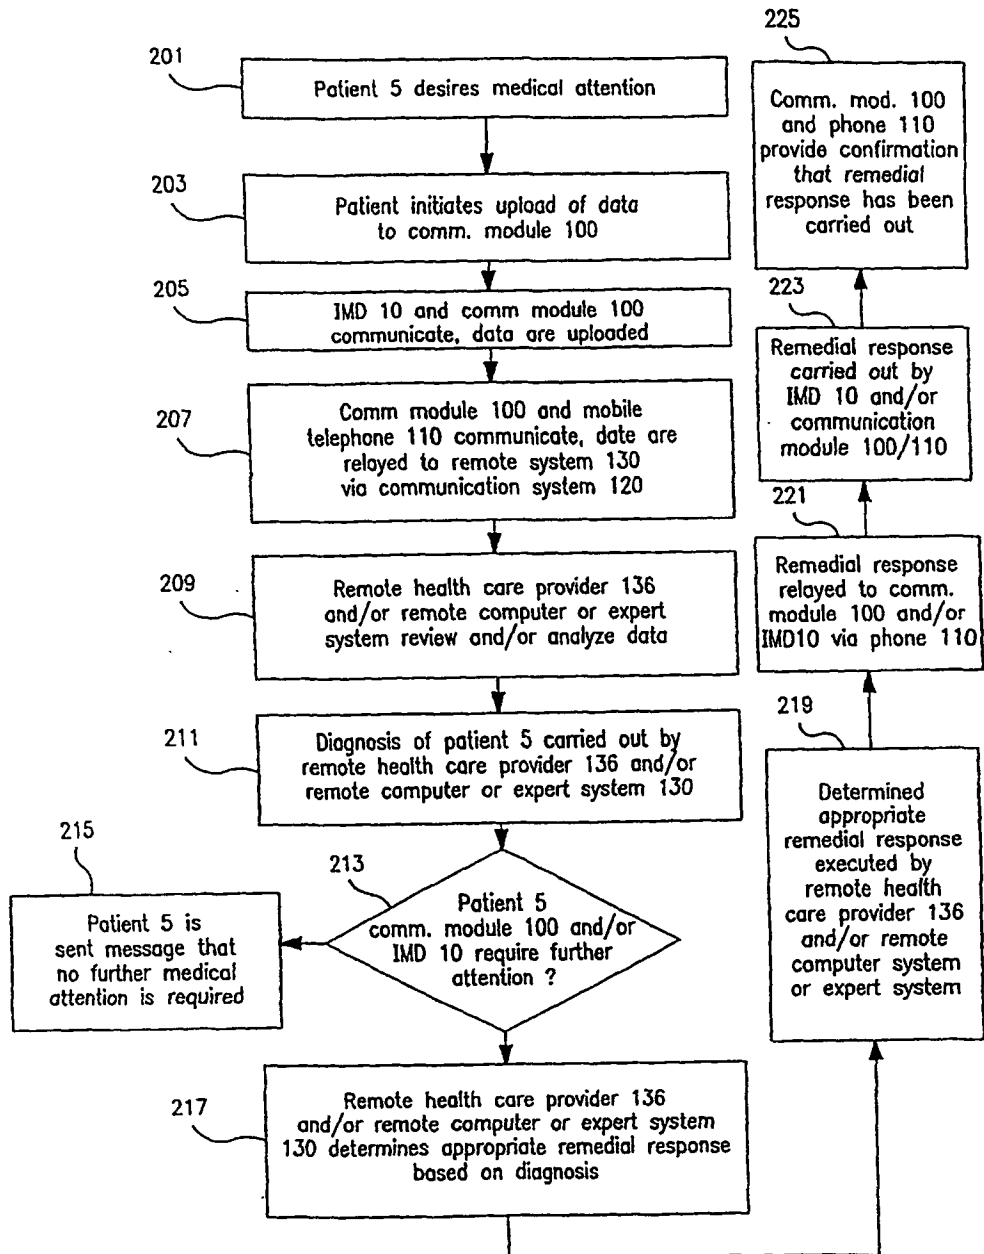 201
Patient 5 desires medical attention
203
Patient initiates upload of data
to comm. module 100
205
IMD 10 and comm module 100
communicate, data are uploaded
207
Comm module 100 and mobile
telephone 110 communicate, date are
relayed to remote system 130
via communication system 120
209
Remote health care provider 136
and/or remote computer or expert
system review and/or analyze data
211
Diagnosis of patient 5 carried out by
remote health care provider 136 and/or
remote computer or expert system 130
213
Patient 5
comm. module 100 and/or
IMD 10 require further
attention ?
215
Patient 5 is
sent message that
no further medical
attention is required
217
Remote health care provider 136
and/or remote computer or expert system
130 determines appropriate remedial response
based on diagnosis
219
Determined
appropriate
remedial response
executed by
remote health
care provider 136
and/or remote
computer system
or expert system
221
Remedial response
relayed to comm.
module 100 and/or
IMD10 via phone 110
223
Remedial response
carried out by
IMD 10 and/or
communication
module 100/110
225
Comm. mod. 100
and phone 110
provide confirmation
that remedial
response has been
carried out